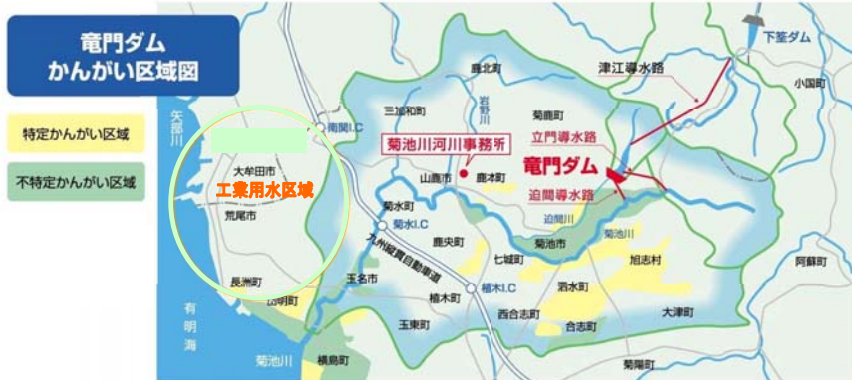 竜門ダム
かんがい区域図
特定かんがい区域
不特定かんがい区域
下筌ダム
津江導水路
小国町
鹿北町
矢部川
三加和町
岩野川
菊鹿町
南関I.C
菊池川河川事務所
立門導水路
竜門ダム
大牟田市
工業用水区域
山鹿市
鹿本町
迫間導水路
荒尾市
菊水町
菊水I.C
迫間川
菊池川
鹿央町
菊池市
九州縦貫自動車道
七城町
旭志村
阿蘇町
長洲町
玉名市
植木I.C
泗水町
岱明町
植木町
有明海
玉東町
西合志町
大津町
合志町
菊池川
横島町
菊陽町